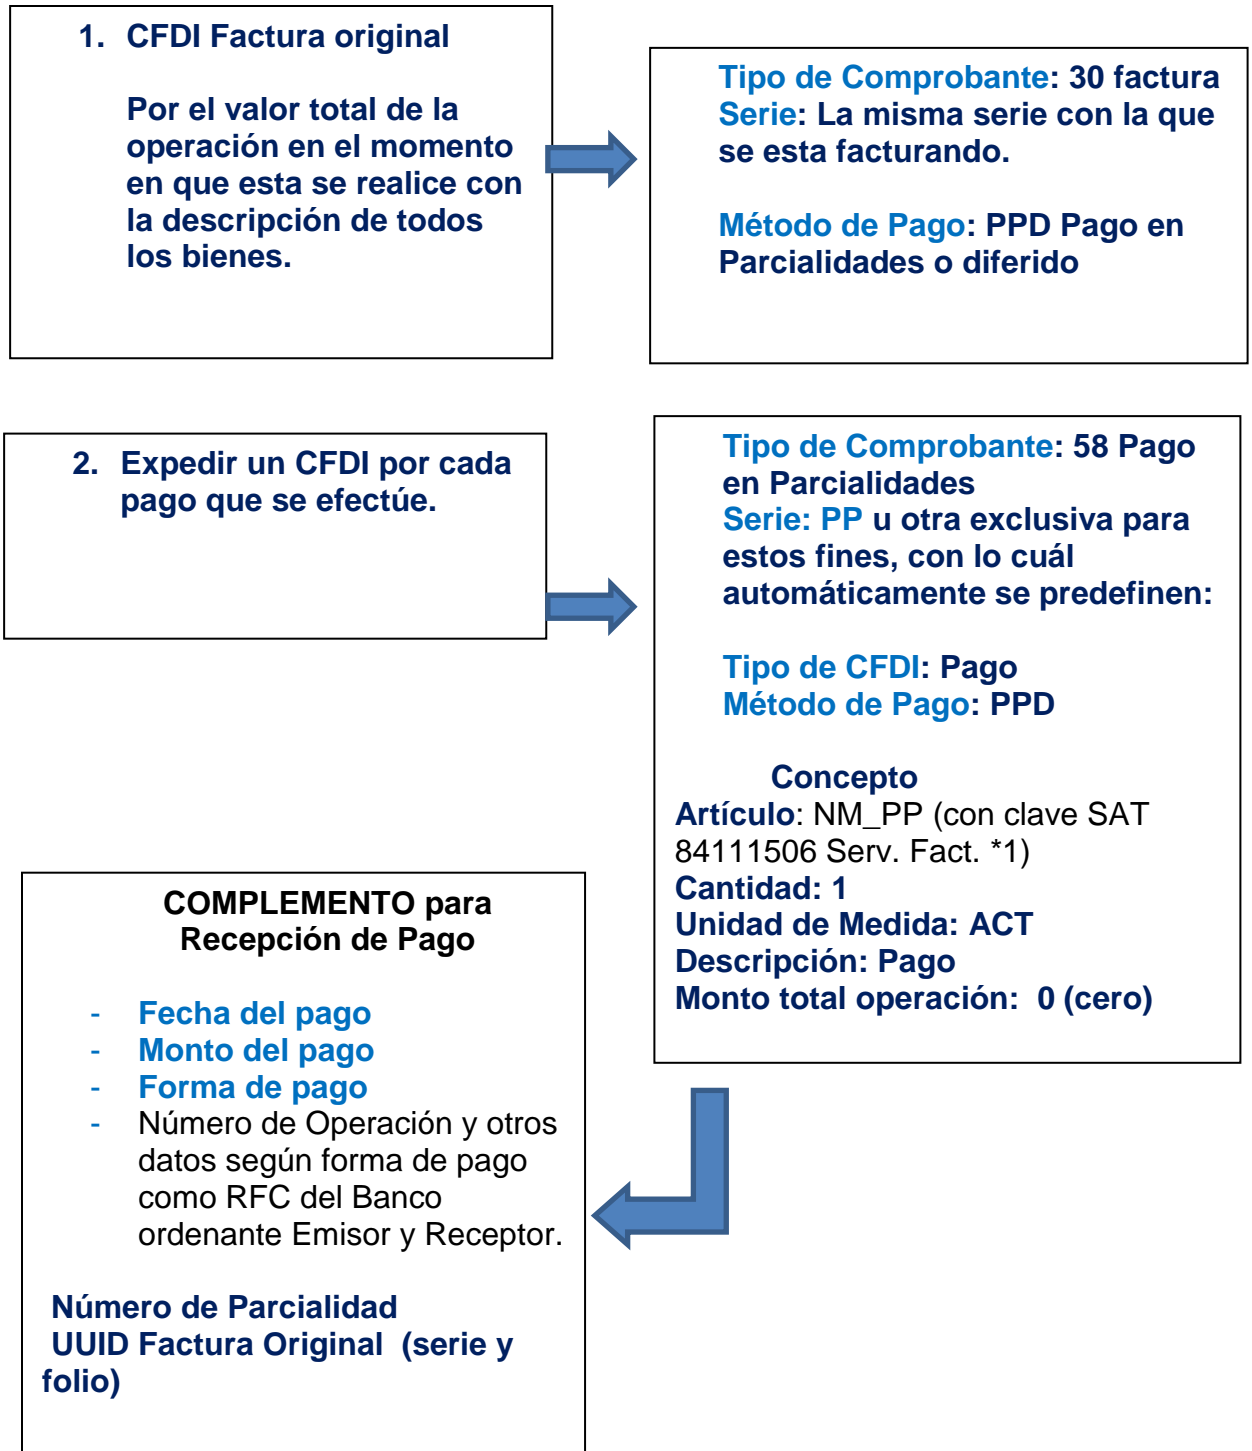 1. CFDI Factura original
Por el valor total de la
operación en el momento
en que esta se realice con
la descripción de todos
los bienes.
Tipo de Comprobante: 30 factura
Serie: La misma serie con la que
se esta facturando.
Método de Pago: PPD Pago en
Parcialidades o diferido
2. Expedir un CFDI por cada
pago que se efectúe.
Tipo de Comprobante: 58 Pago
en Parcialidades
Serie: PP u otra exclusiva para
estos fines, con lo cuál
automáticamente se predefinen:
Tipo de CFDI: Pago
Método de Pago: PPD
Concepto
Artículo: NM_PP (con clave SAT
84111506 Serv. Fact. *1)
Cantidad: 1
Unidad de Medida: ACT
Descripción: Pago
Monto total operación: 0 (cero)
COMPLEMENTO para
Recepción de Pago
- Fecha del pago
- Monto del pago
- Forma de pago
- Número de Operación y otros
datos según forma de pago
como RFC del Banco
ordenante Emisor y Receptor.
Número de Parcialidad
UUID Factura Original (serie y
folio)